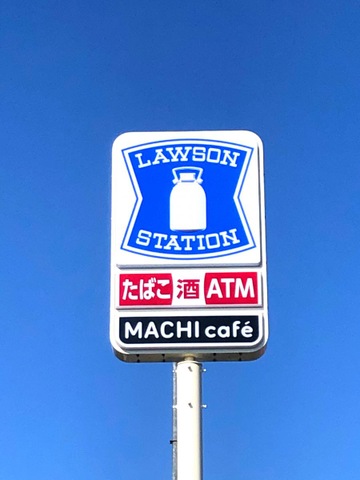 LAWSON
STATION
たばこ 酒 ATM
MACHI café